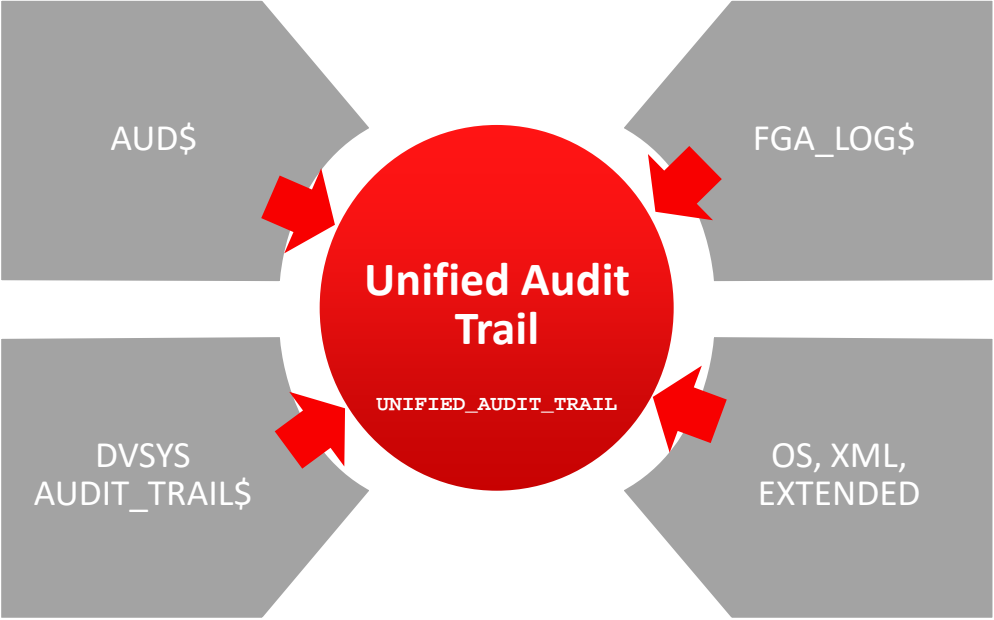 AUD$
FGA_LOG$
Unified Audit
Trail
UNIFIED_AUDIT_TRAIL
DVSYS
AUDIT_TRAIL$
OS, XML,
EXTENDED